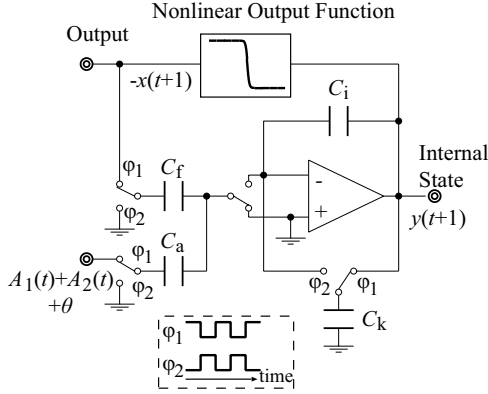 Nonlinear Output Function
Output
-x(t+1)
Ci
φ1
Cf
φ2
-
+
Internal
State
y(t+1)
Ca
φ1
φ2
A1(t)+A2(t)
+θ
φ2
φ1
Ck
φ1
φ2
time